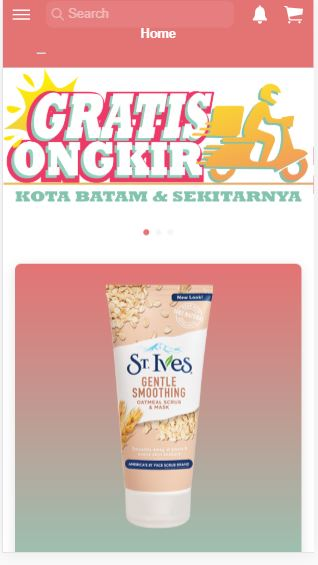 Search
Home
GRATIS
ONGKIR
KOTA BATAM & SEKITARNYA
New Look!
ST. IVES
GENTLE
SMOOTHING
OATMEAL SCRUB
& MASK
AMERICA'S #1 FACE SCRUB BRAND